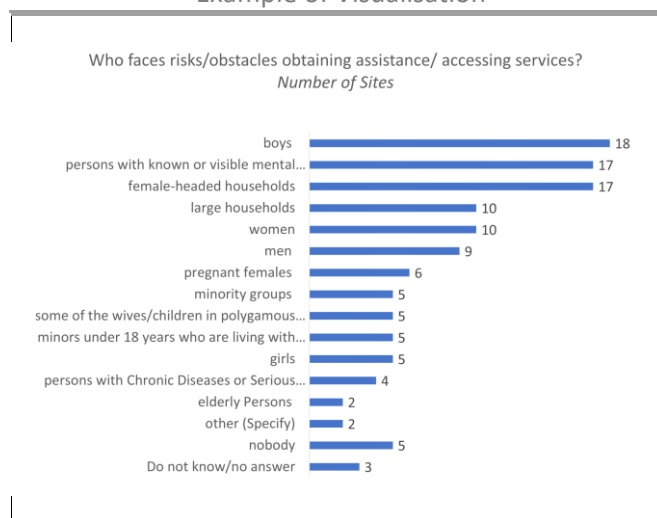 Example of Visualisation
Who faces risks/obstacles obtaining assistance/ accessing services?
Number of Sites
boys 18
persons with known or visible mental... 17
female-headed households 17
large households 10
women 10
men 9
pregnant females 6
minority groups 5
some of the wives/children in polygamous... 5
minors under 18 years who are living with... 5
girls 5
persons with Chronic Diseases or Serious... 4
elderly Persons 2
other (Specify) 2
nobody 5
Do not know/no answer 3